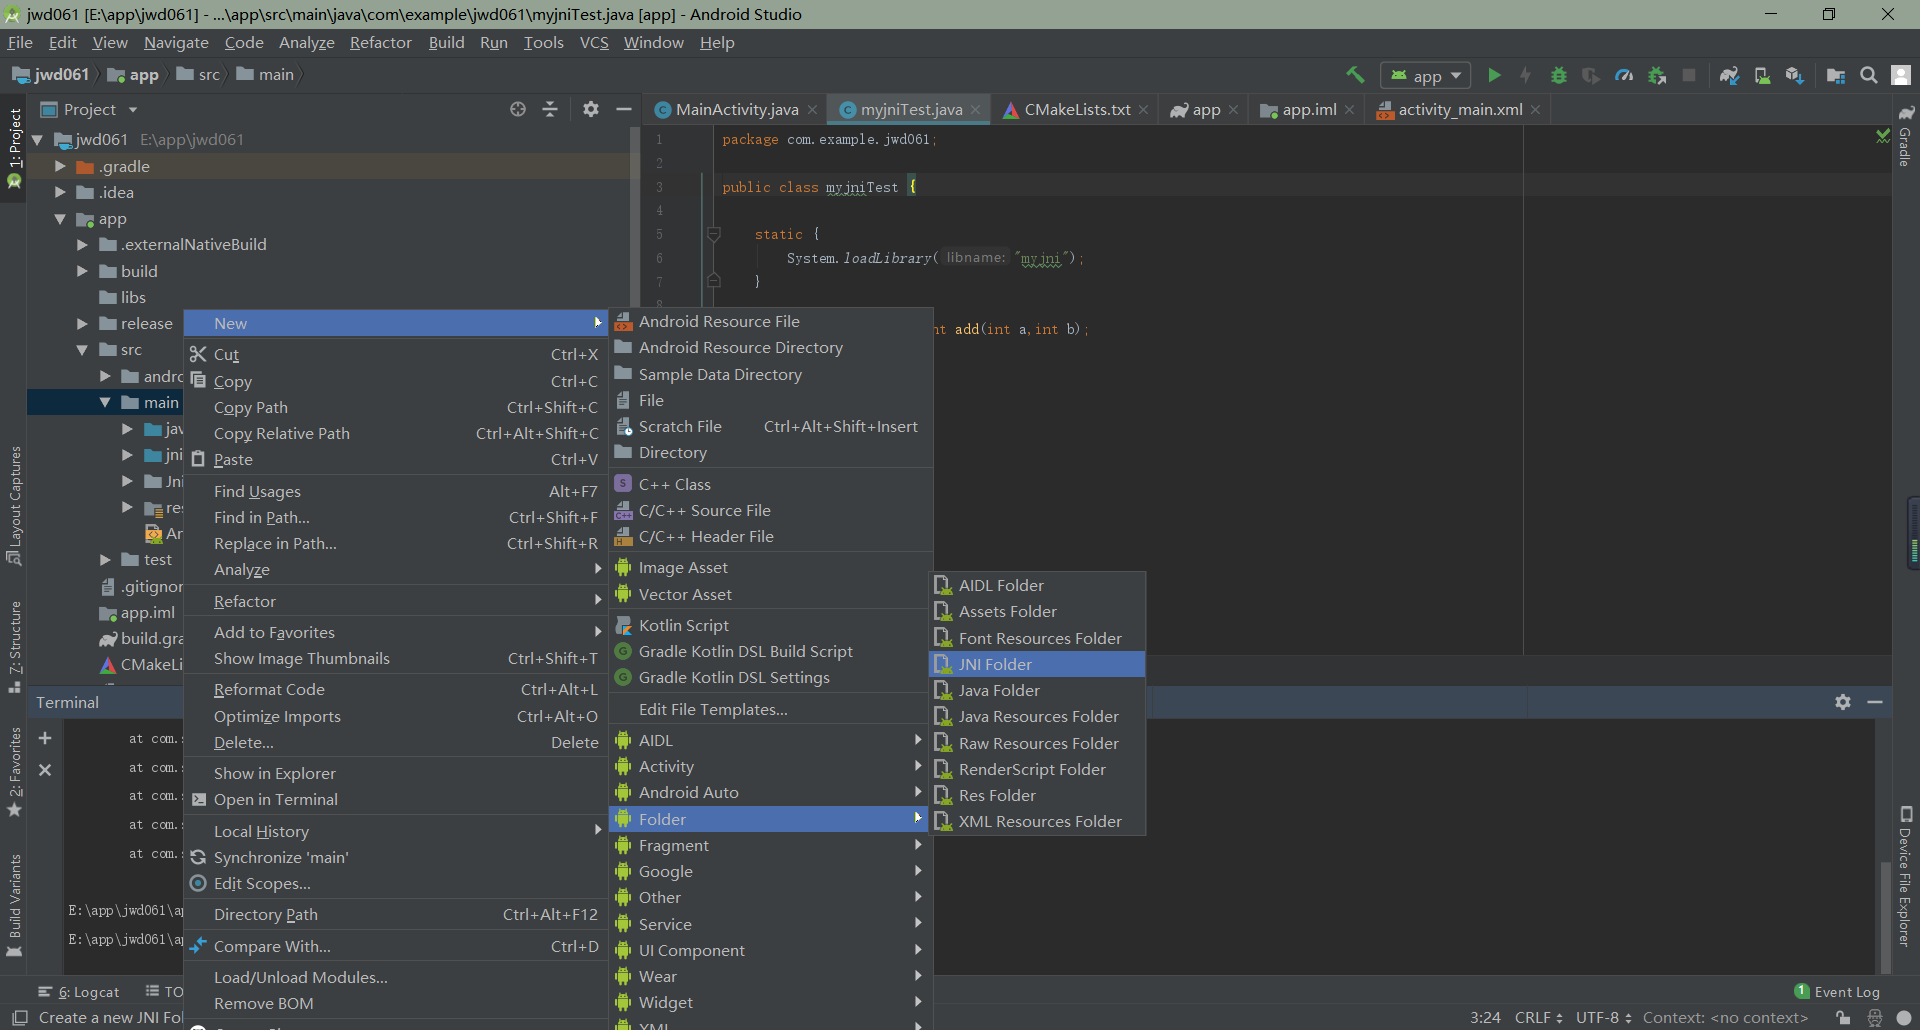 jwd061 [E:\app\jwd061] - ...\app\src\main\java\com\example\jwd061\myjniTest.java [app] - Android Studio
File Edit View Navigate Code Analyze Refactor Build Run Tools VCS Window Help
jwd061 app src main
app
Project
MainActivity.java myjniTest.java CMakeLists.txt app app.iml activity_main.xml
1: Project
Layout Captures
7: Structure
2: Favorites
Build Variants
Gradle
Device File Explorer
jwd061 E:\app\jwd061
.gradle
.idea
app
.externalNativeBuild
build
libs
release
src
andro
main
jav
jni
Jni
res
An
test
.gitignor
app.iml
build.gra
CMakeLi
1 package com.example.jwd061;
2
3 public class myjniTest {
4
5 static {
6 System.loadLibrary( libname: "myjni");
7 }
8
nt add(int a,int b);
New
Cut Ctrl+X
Copy Ctrl+C
Copy Path Ctrl+Shift+C
Copy Relative Path Ctrl+Alt+Shift+C
Paste Ctrl+V
Find Usages Alt+F7
Find in Path... Ctrl+Shift+F
Replace in Path... Ctrl+Shift+R
Analyze
Refactor
Add to Favorites
Show Image Thumbnails Ctrl+Shift+T
Reformat Code Ctrl+Alt+L
Optimize Imports Ctrl+Alt+O
Delete... Delete
Show in Explorer
Open in Terminal
Local History
Synchronize 'main'
Edit Scopes...
Directory Path Ctrl+Alt+F12
Compare With... Ctrl+D
Load/Unload Modules...
Remove BOM
Android Resource File
Android Resource Directory
Sample Data Directory
File
Scratch File Ctrl+Alt+Shift+Insert
Directory
C++ Class
C/C++ Source File
C/C++ Header File
Image Asset
Vector Asset
Kotlin Script
Gradle Kotlin DSL Build Script
Gradle Kotlin DSL Settings
Edit File Templates...
AIDL
Activity
Android Auto
Folder
Fragment
Google
Other
Service
UI Component
Wear
Widget
XML
AIDL Folder
Assets Folder
Font Resources Folder
JNI Folder
Java Folder
Java Resources Folder
Raw Resources Folder
RenderScript Folder
Res Folder
XML Resources Folder
Terminal
at com.
at com.
at com.
at com.
at com.
E:\app\jwd061\a
E:\app\jwd061\a
6: Logcat TO
1 Event Log
Create a new JNI Fol
3:24 CRLF UTF-8 Context: <no context>